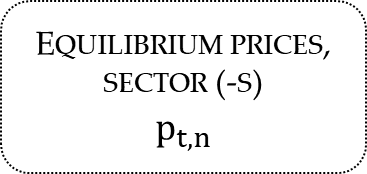 EQUILIBRIUM PRICES,
SECTOR (-S)
pt,n